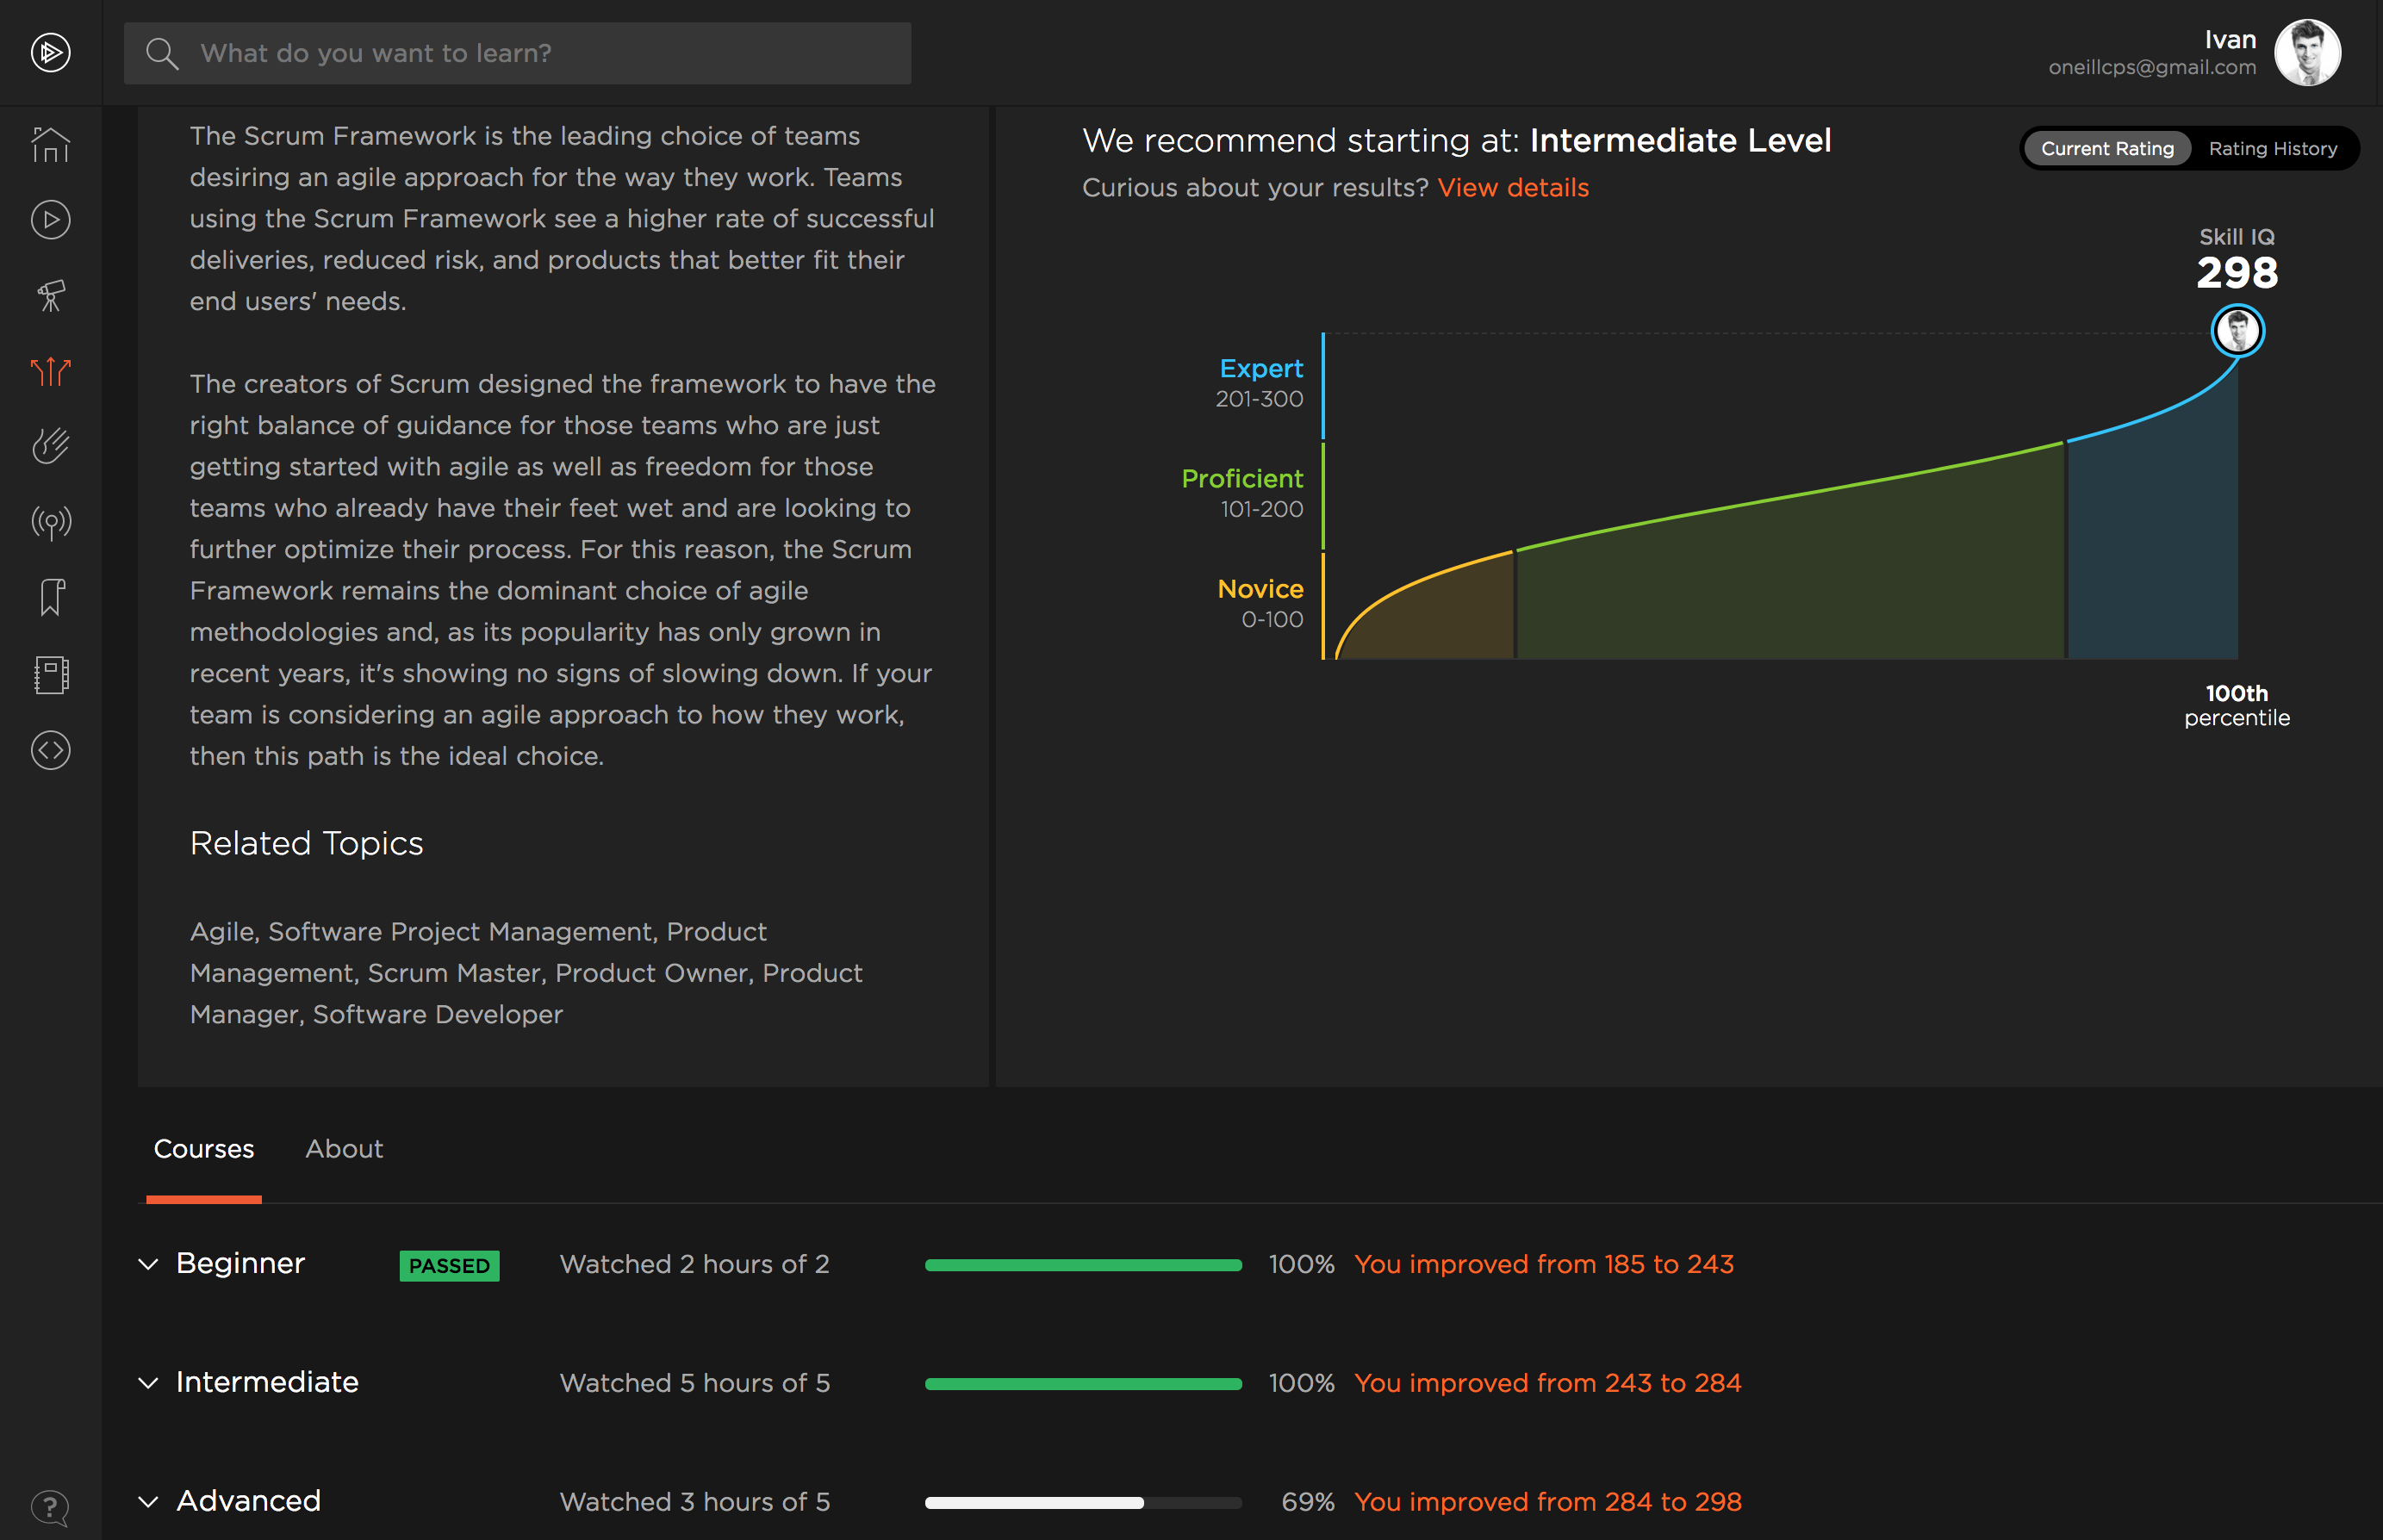 What do you want to learn?
Ivan
oneillcps@gmail.com
The Scrum Framework is the leading choice of teams
desiring an agile approach for the way they work. Teams
using the Scrum Framework see a higher rate of successful
deliveries, reduced risk, and products that better fit their
end users' needs.
The creators of Scrum designed the framework to have the
right balance of guidance for those teams who are just
getting started with agile as well as freedom for those
teams who already have their feet wet and are looking to
further optimize their process. For this reason, the Scrum
Framework remains the dominant choice of agile
methodologies and, as its popularity has only grown in
recent years, it's showing no signs of slowing down. If your
team is considering an agile approach to how they work,
then this path is the ideal choice.
Related Topics
Agile, Software Project Management, Product
Management, Scrum Master, Product Owner, Product
Manager, Software Developer
We recommend starting at: Intermediate Level
Curious about your results? View details
Current Rating
Rating History
Skill IQ
298
Expert
201-300
Proficient
101-200
Novice
0-100
100th
percentile
Courses
About
Beginner PASSED Watched 2 hours of 2 100% You improved from 185 to 243
Intermediate Watched 5 hours of 5 100% You improved from 243 to 284
Advanced Watched 3 hours of 5 69% You improved from 284 to 298
?